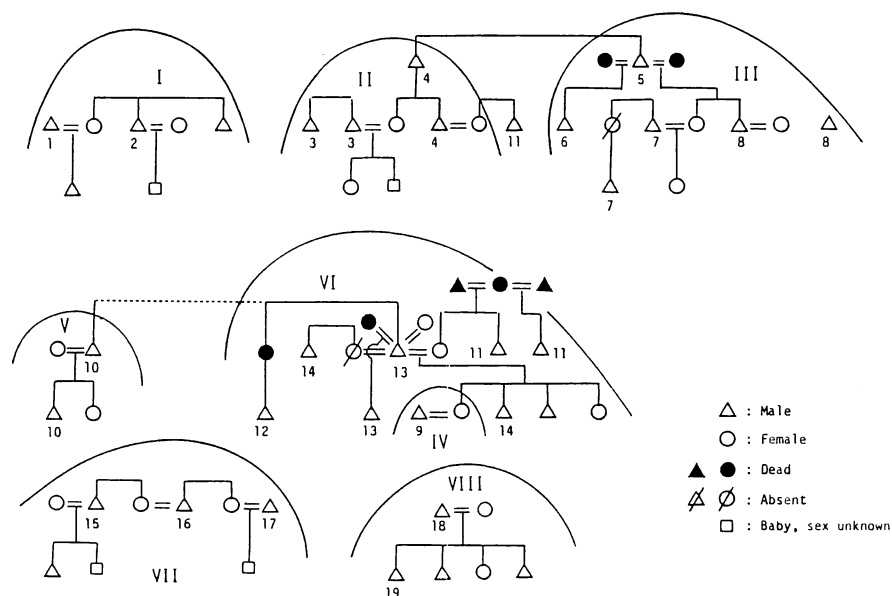 I
II
III
4
5
1
2
3
3
4
11
6
7
8
8
7
VI
V
10
14
13
11
11
10
12
13
9
IV
14
15
16
17
VII
VIII
18
19
: Male
: Female
: Dead
: Absent
: Baby, sex unknown